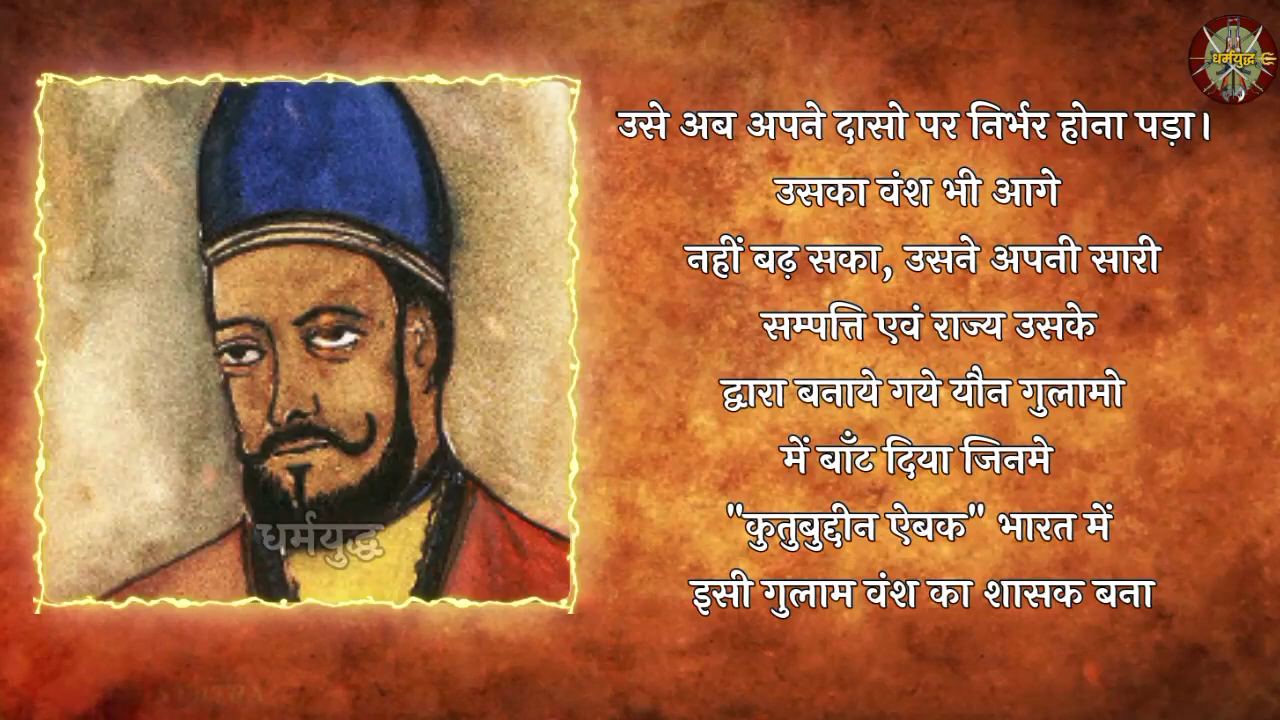 धर्मयुद्ध
उसे अब अपने दासो पर निर्भर होना पड़ा।
उसका वंश भी आगे
नहीं बढ़ सका, उसने अपनी सारी
सम्पत्ति एवं राज्य उसके
द्वारा बनाये गये यौन गुलामो
में बाँट दिया जिनमे
"कुतुबुद्दीन ऐबक" भारत में
इसी गुलाम वंश का शासक बना
धर्मयुद्ध